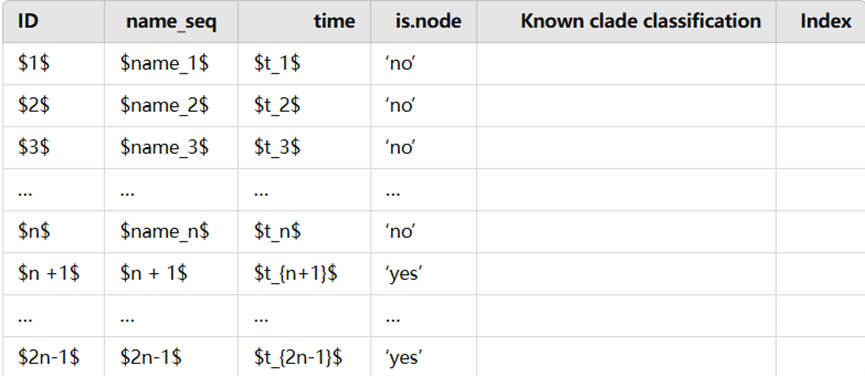 ID name_seq time is.node Known clade classification Index
$1$ $name_1$ $t_1$ ‘no’
$2$ $name_2$ $t_2$ ‘no’
$3$ $name_3$ $t_3$ ‘no’
... ... ... ...
$n$ $name_n$ $t_n$ ‘no’
$n +1$ $n + 1$ $t_{n+1}$ ‘yes’
... ... ... ...
$2n-1$ $2n-1$ $t_{2n-1}$ ‘yes’